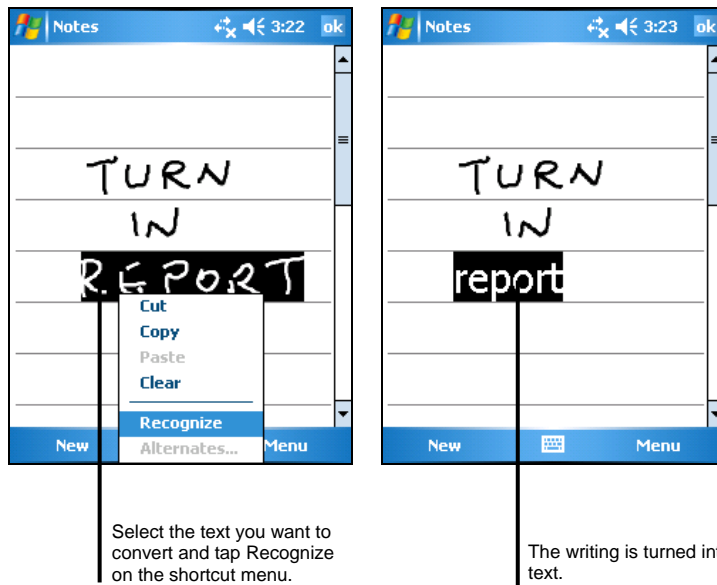 Notes 3:22 ok
TURN
IN
REPORT
Cut
Copy
Paste
Clear
Recognize
Alternates...
New Menu
Select the text you want to
convert and tap Recognize
on the shortcut menu.
Notes 3:23 ok
TURN
IN
report
New Menu
The writing is turned int
text.